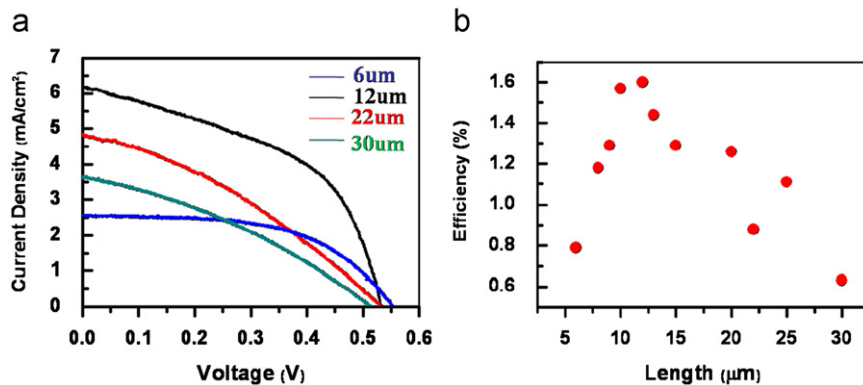 a
7
6
5
4
3
2
1
0
Current Density (mA/cm²)
6um
12um
22um
30um
0.0 0.1 0.2 0.3 0.4 0.5 0.6
Voltage (V)
b
1.6
1.4
1.2
1.0
0.8
0.6
Efficiency (%)
5 10 15 20 25 30
Length (μm)